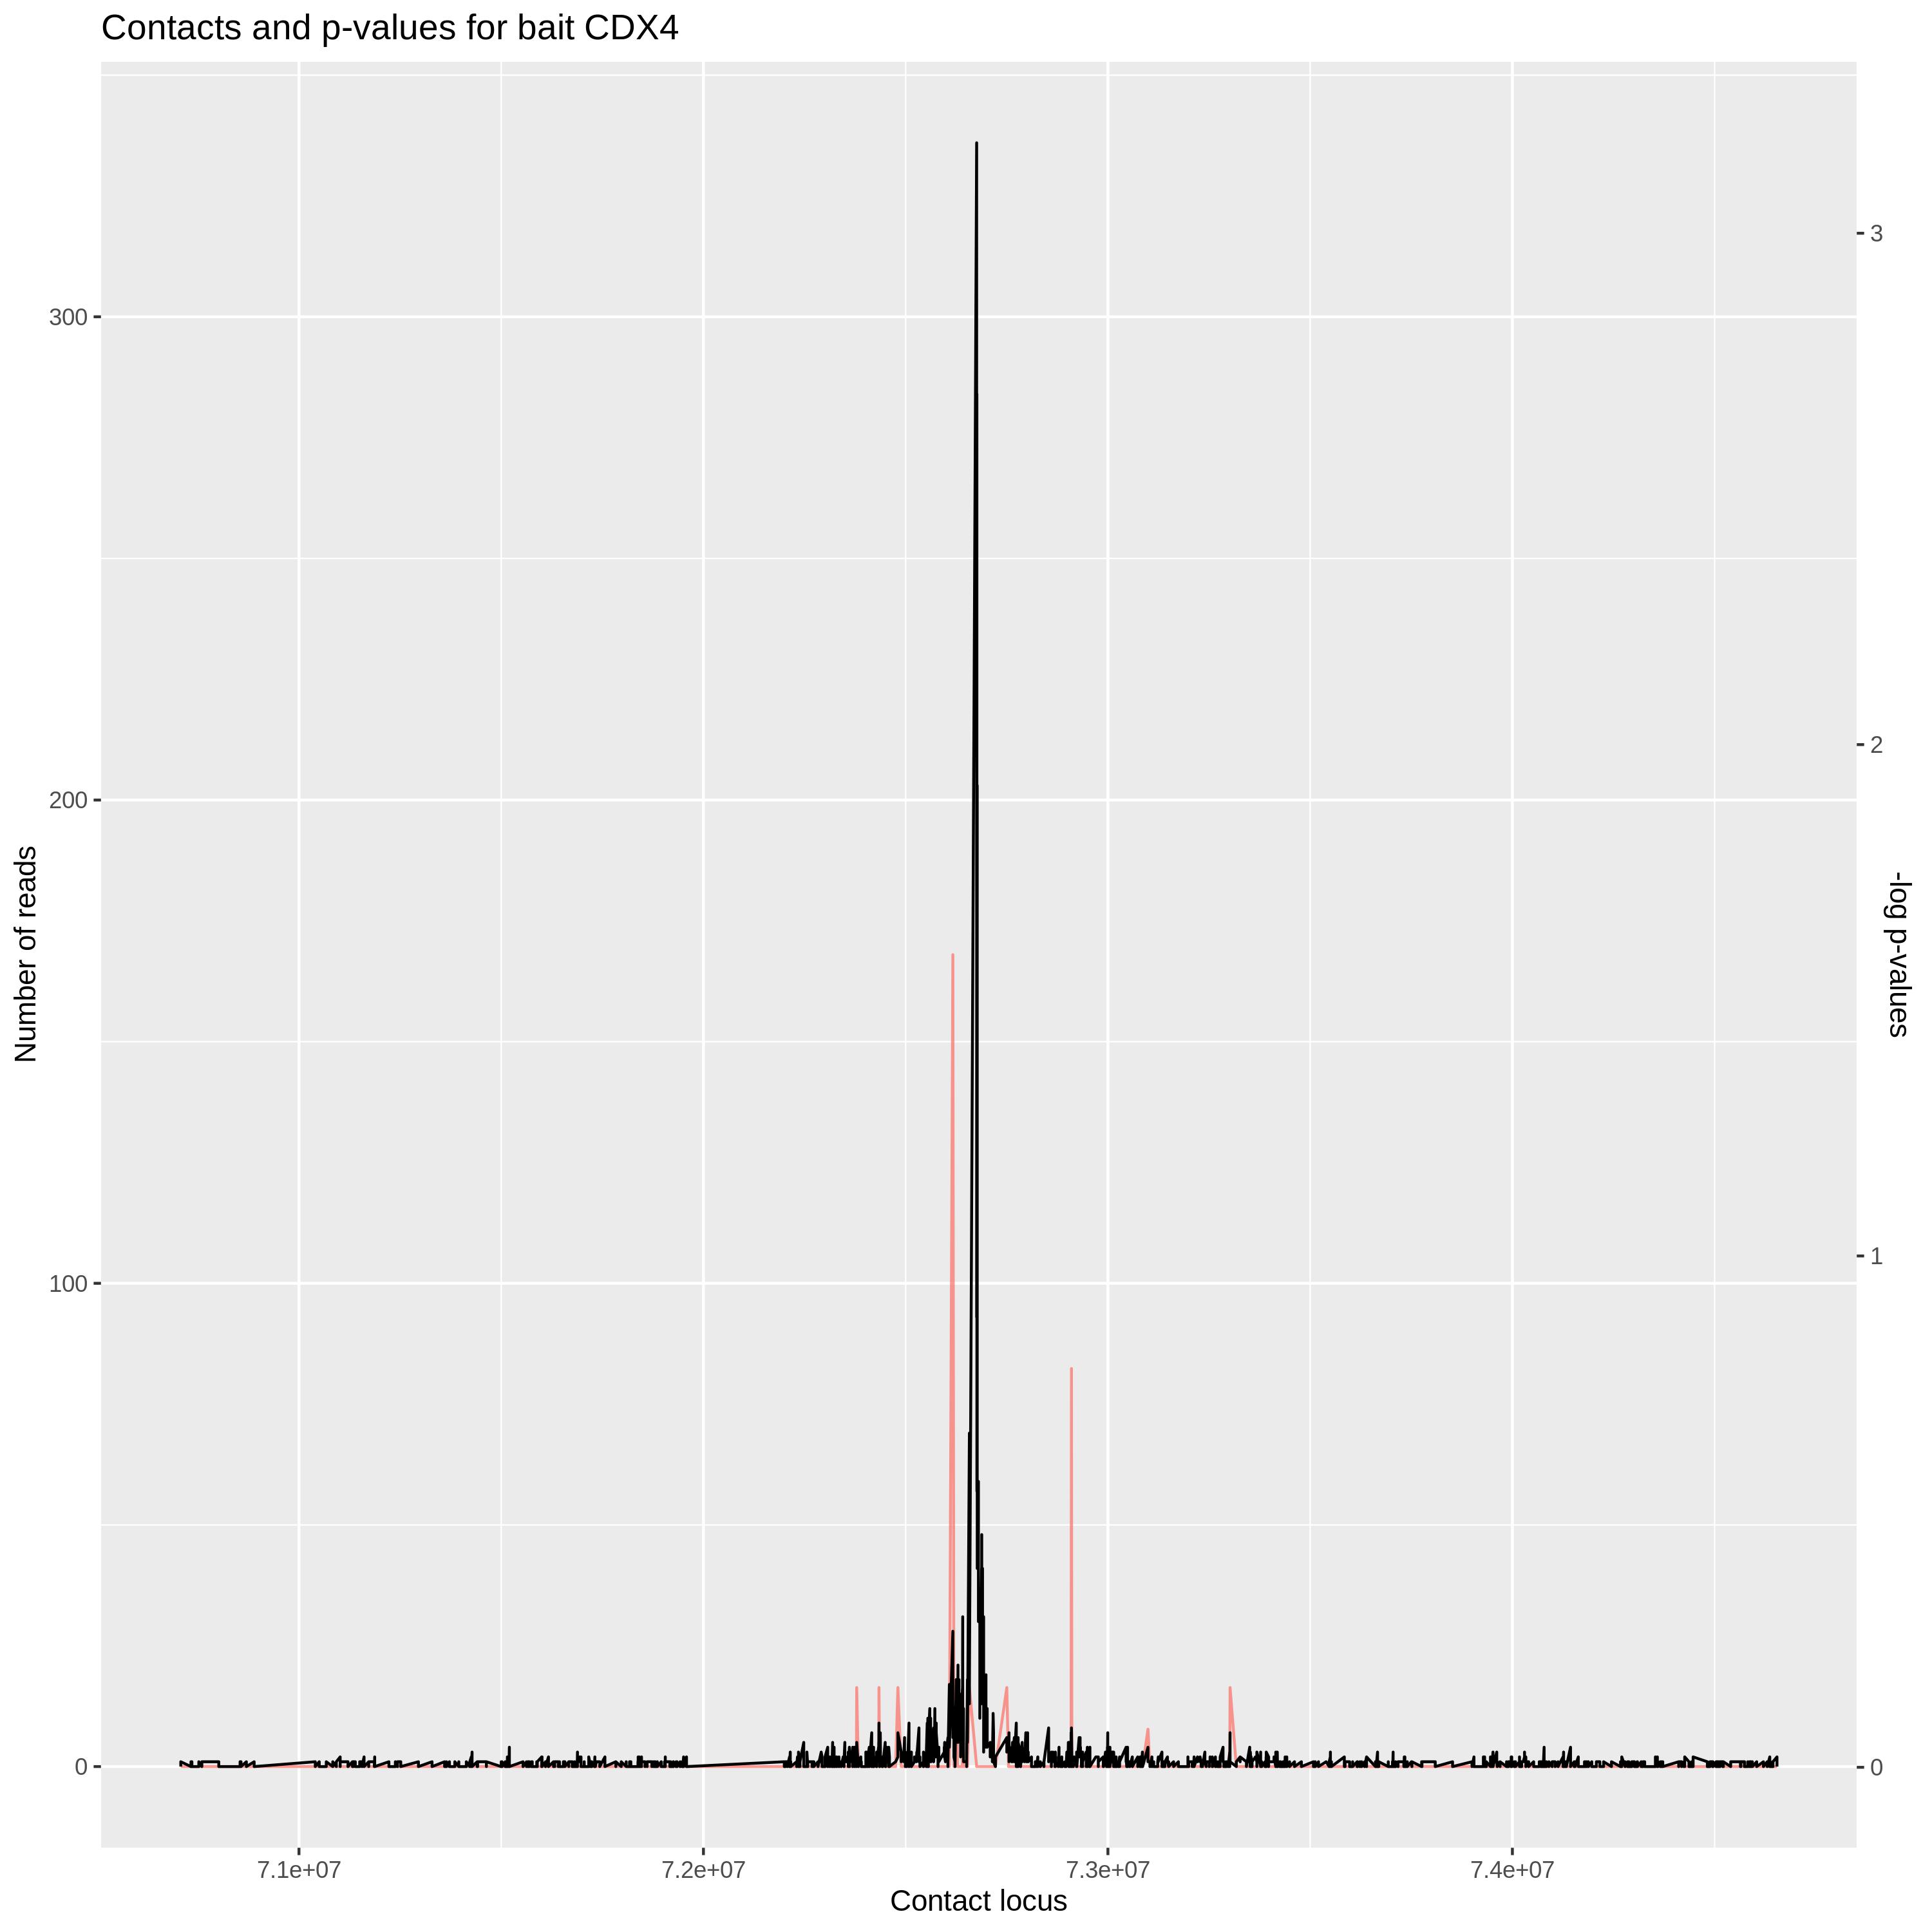 Contacts and p-values for bait CDX4
300
200
100
0
Number of reads
3
2
1
0
-log p-values
7.1e+07
7.2e+07
7.3e+07
7.4e+07
Contact locus